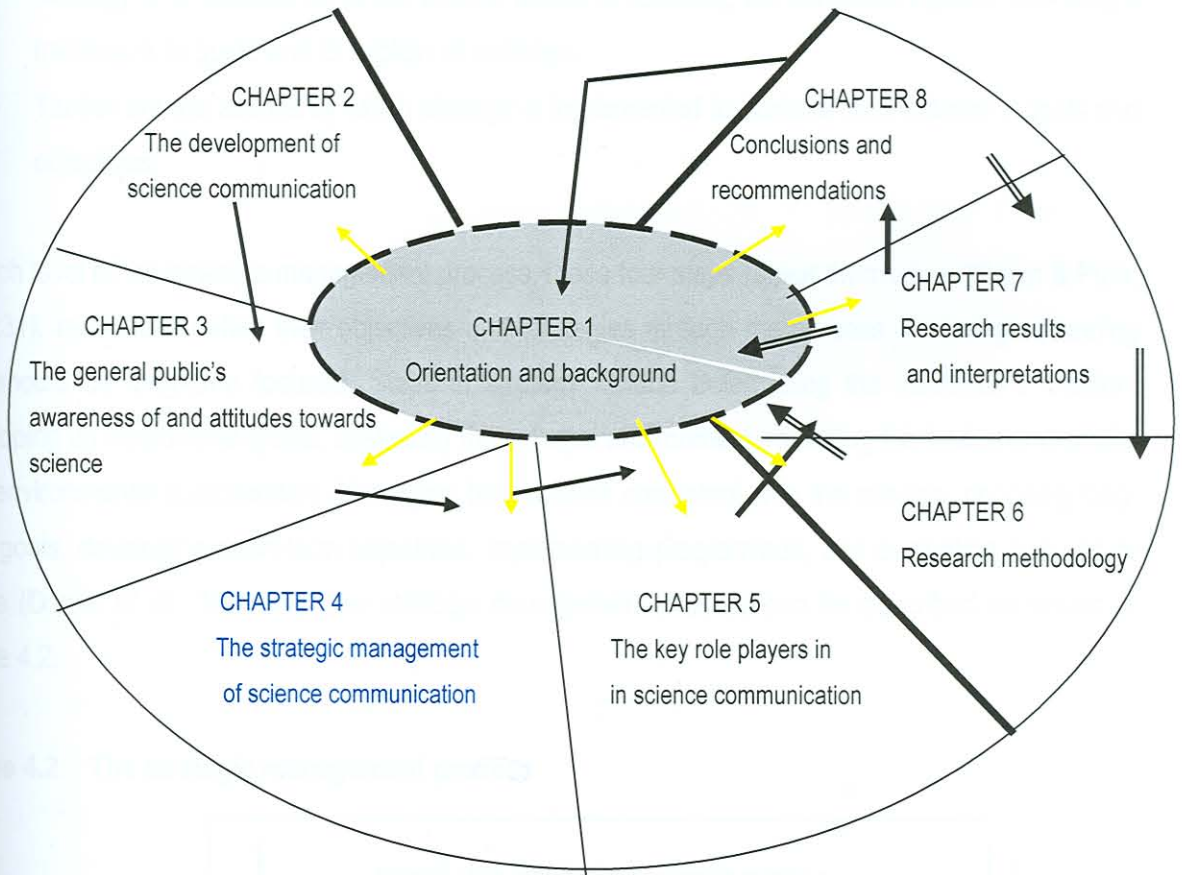 CHAPTER 2
The development of
science communication
CHAPTER 8
Conclusions and
recommendations
CHAPTER 1
Orientation and background
CHAPTER 7
Research results
and interpretations
CHAPTER 3
The general public's
awareness of and attitudes towards
science
CHAPTER 6
Research methodology
CHAPTER 4
The strategic management
of science communication
CHAPTER 5
The key role players in
in science communication